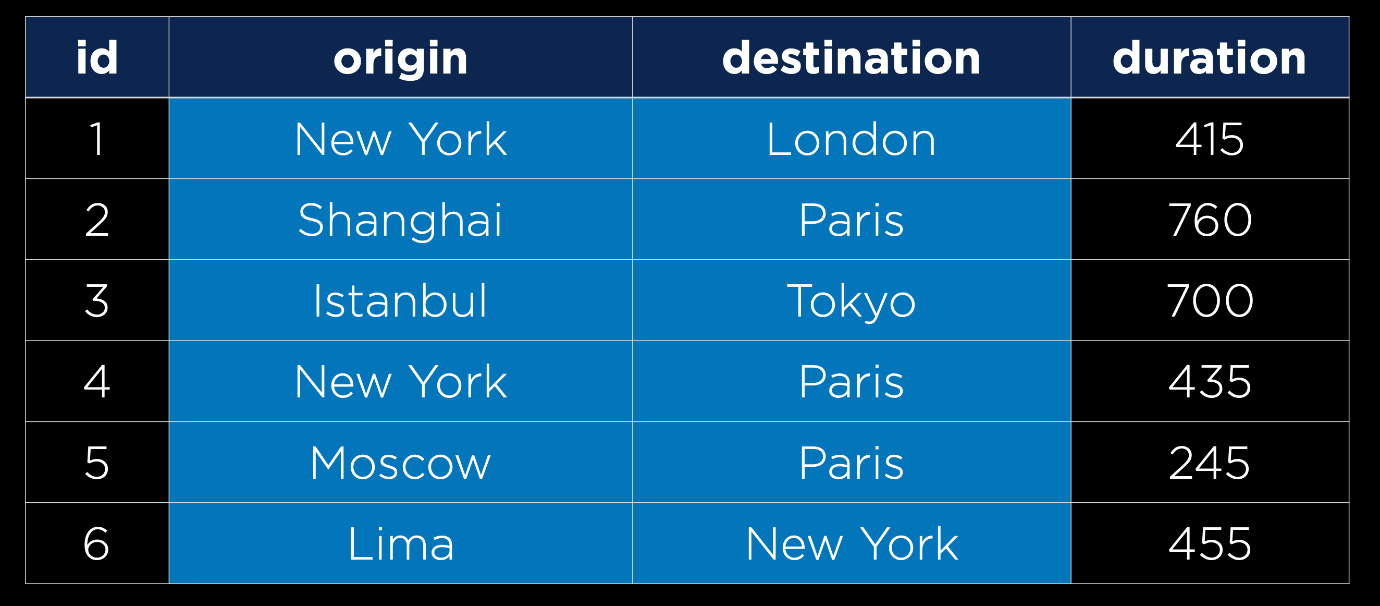 id origin destination duration
1 New York London 415
2 Shanghai Paris 760
3 Istanbul Tokyo 700
4 New York Paris 435
5 Moscow Paris 245
6 Lima New York 455